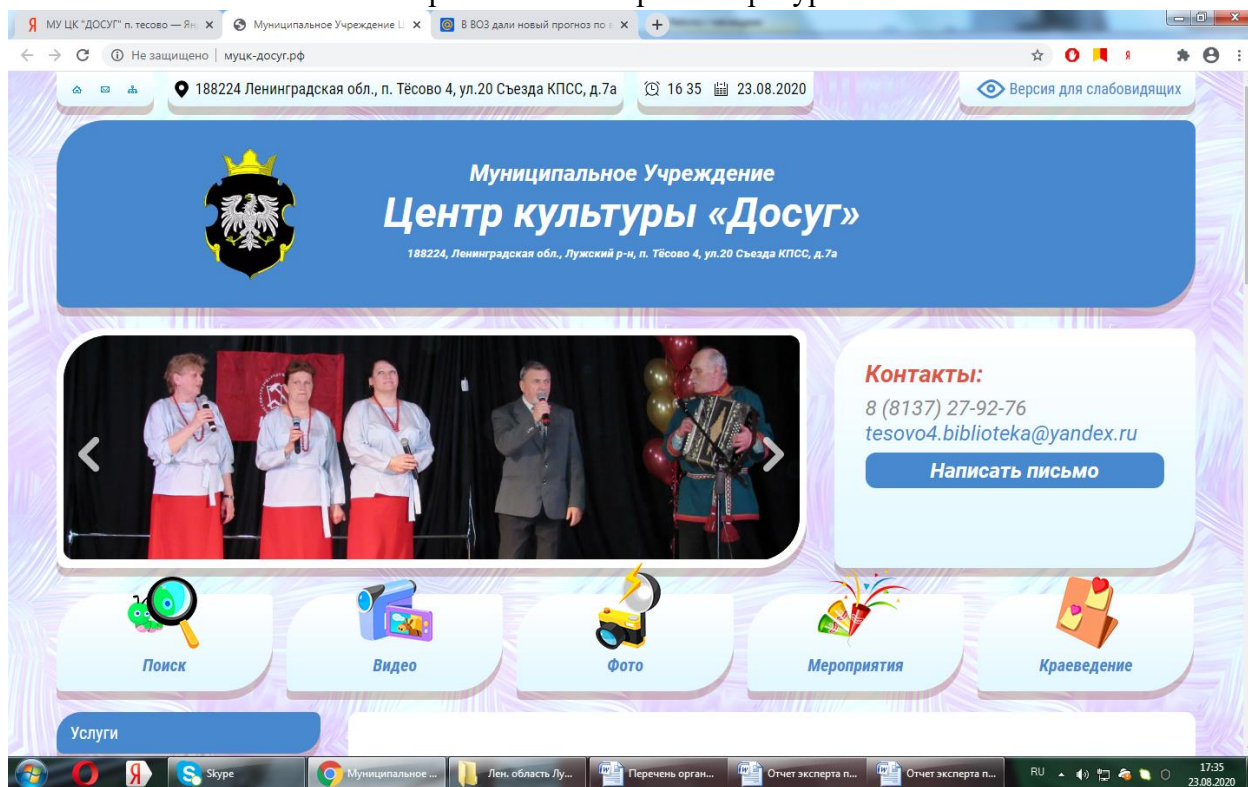 МУ ЦК "ДОСУГ" п. тесово — Ян
Муниципальное Учреждение Ц
В ВОЗ дали новый прогноз по в
Не защищено | муцк-досуг.рф
188224 Ленинградская обл., п. Тёсово 4, ул.20 Съезда КПСС, д.7а
16 35 23.08.2020
Версия для слабовидящих
Муниципальное Учреждение
Центр культуры «Досуг»
188224, Ленинградская обл., Лужский р-н, п. Тёсово 4, ул.20 Съезда КПСС, д.7а
Контакты:
8 (8137) 27-92-76
tesovo4.biblioteka@yandex.ru
Написать письмо
Поиск
Видео
Фото
Мероприятия
Краеведение
Услуги
Skype
Муниципальное ...
Лен. область Лу...
Перечень орган...
Отчет эксперта п...
Отчет эксперта п...
RU
17:35
23.08.2020